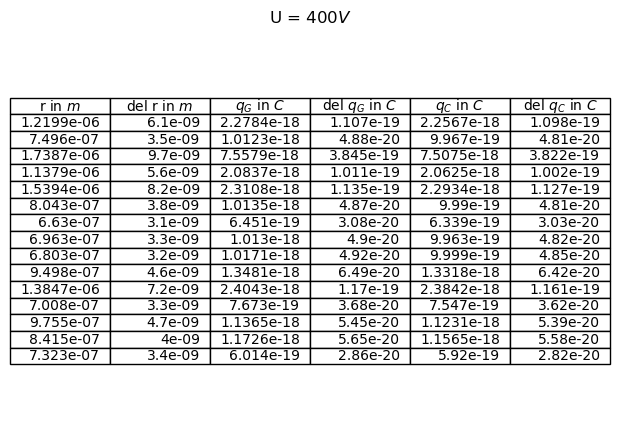 U = 400V
r in m del r in m q_G in C del q_G in C q_C in C del q_C in C
1.2199e-06 6.1e-09 2.2784e-18 1.107e-19 2.2567e-18 1.098e-19
7.496e-07 3.5e-09 1.0123e-18 4.88e-20 9.967e-19 4.81e-20
1.7387e-06 9.7e-09 7.5579e-18 3.845e-19 7.5075e-18 3.822e-19
1.1379e-06 5.6e-09 2.0837e-18 1.011e-19 2.0625e-18 1.002e-19
1.5394e-06 8.2e-09 2.3108e-18 1.135e-19 2.2934e-18 1.127e-19
8.043e-07 3.8e-09 1.0135e-18 4.87e-20 9.99e-19 4.81e-20
6.63e-07 3.1e-09 6.451e-19 3.08e-20 6.339e-19 3.03e-20
6.963e-07 3.3e-09 1.013e-18 4.9e-20 9.963e-19 4.82e-20
6.803e-07 3.2e-09 1.0171e-18 4.92e-20 9.999e-19 4.85e-20
9.498e-07 4.6e-09 1.3481e-18 6.49e-20 1.3318e-18 6.42e-20
1.3847e-06 7.2e-09 2.4043e-18 1.17e-19 2.3842e-18 1.161e-19
7.008e-07 3.3e-09 7.673e-19 3.68e-20 7.547e-19 3.62e-20
9.755e-07 4.7e-09 1.1365e-18 5.45e-20 1.1231e-18 5.39e-20
8.415e-07 4e-09 1.1726e-18 5.65e-20 1.1565e-18 5.58e-20
7.323e-07 3.4e-09 6.014e-19 2.86e-20 5.92e-19 2.82e-20